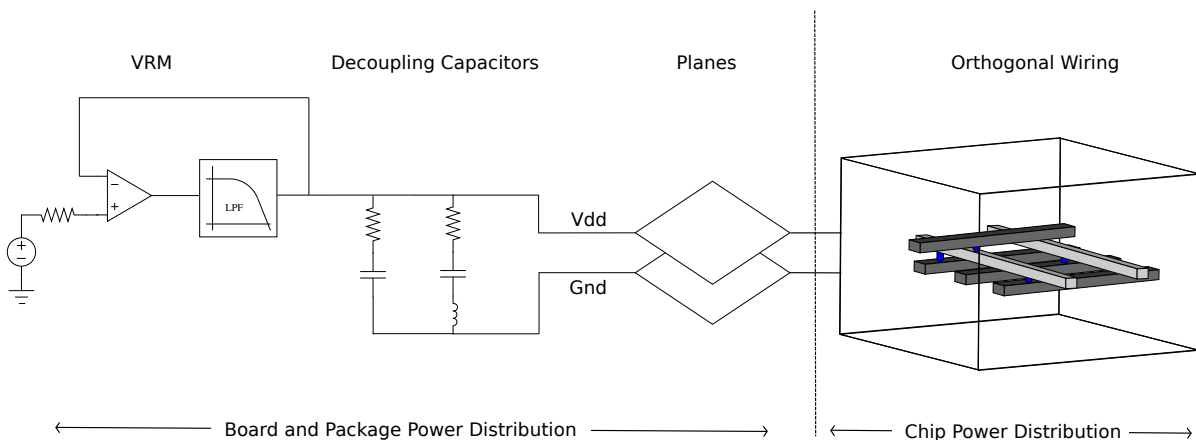 VRM
Decoupling Capacitors
Planes
Orthogonal Wiring
LPF
Vdd
Gnd
Board and Package Power Distribution
Chip Power Distribution